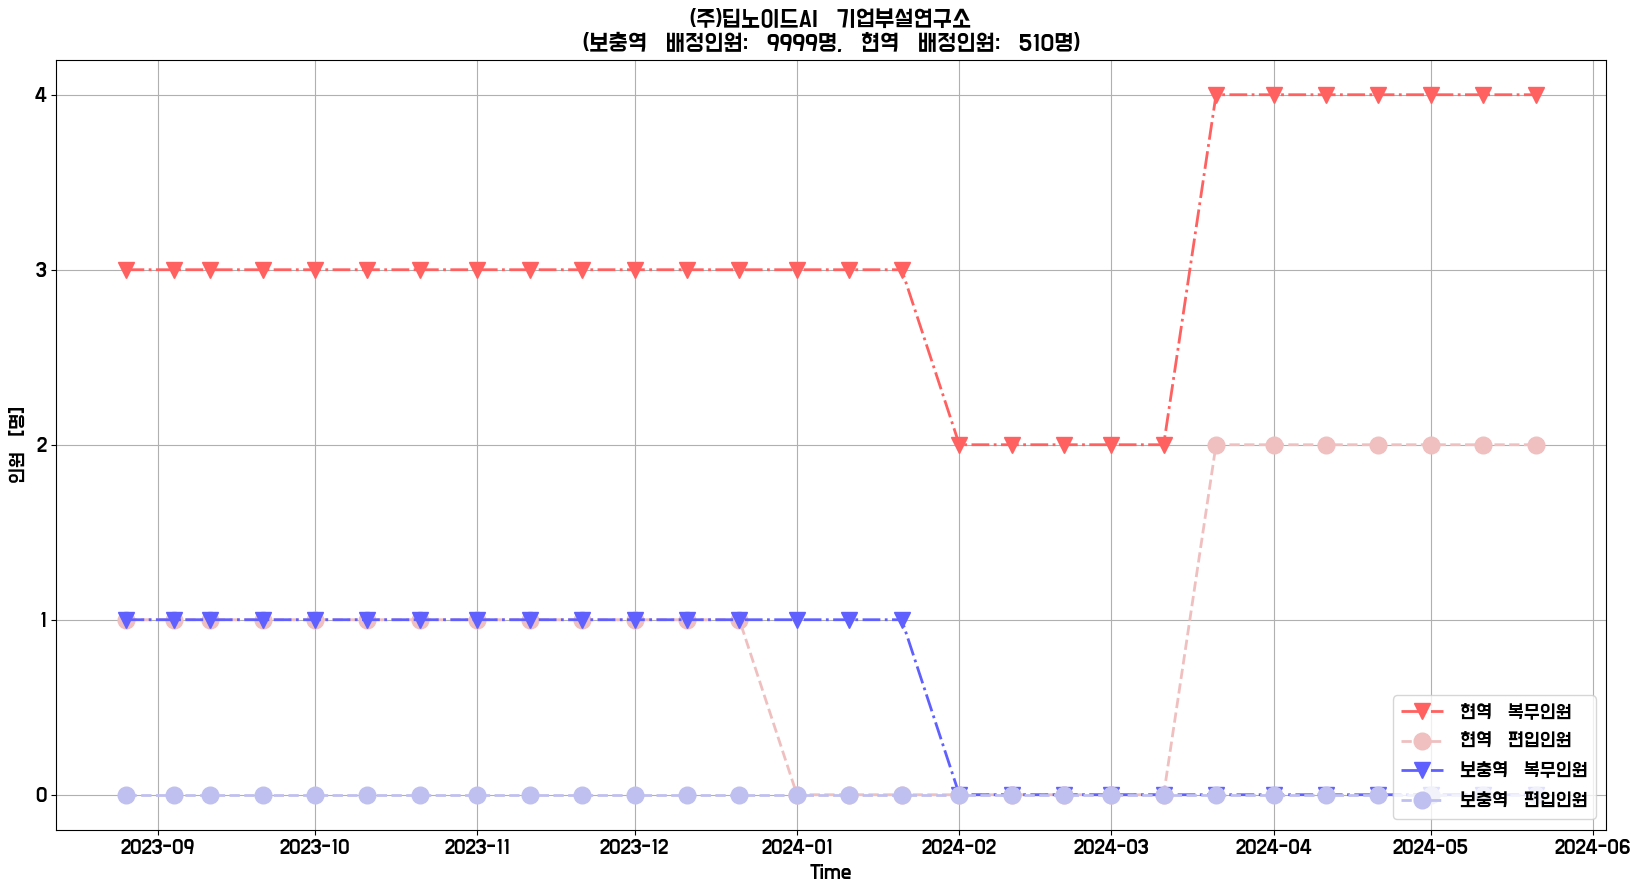 (주)딥노이드AI 기업부설연구소
(보충역 배정인원: 9999명, 현역 배정인원: 510명)
인원 [명]
4
3
2
1
0
현역 복무인원
현역 편입인원
보충역 복무인원
보충역 편입인원
2023-09 2023-10 2023-11 2023-12 2024-01 2024-02 2024-03 2024-04 2024-05 2024-06
Time